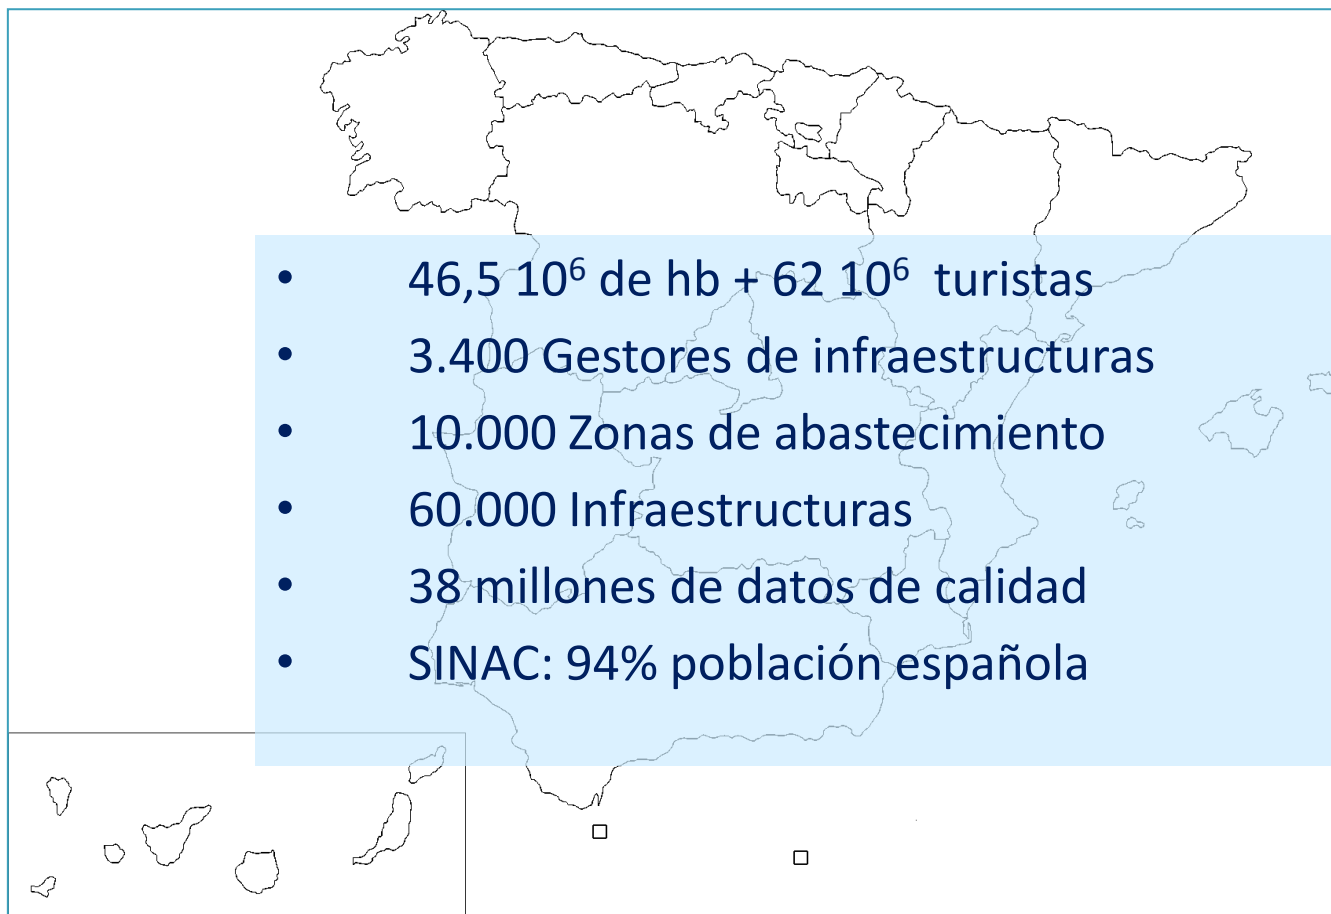 • 46,5 10⁶ de hb + 62 10⁶ turistas
• 3.400 Gestores de infraestructuras
• 10.000 Zonas de abastecimiento
• 60.000 Infraestructuras
• 38 millones de datos de calidad
• SINAC: 94% población española